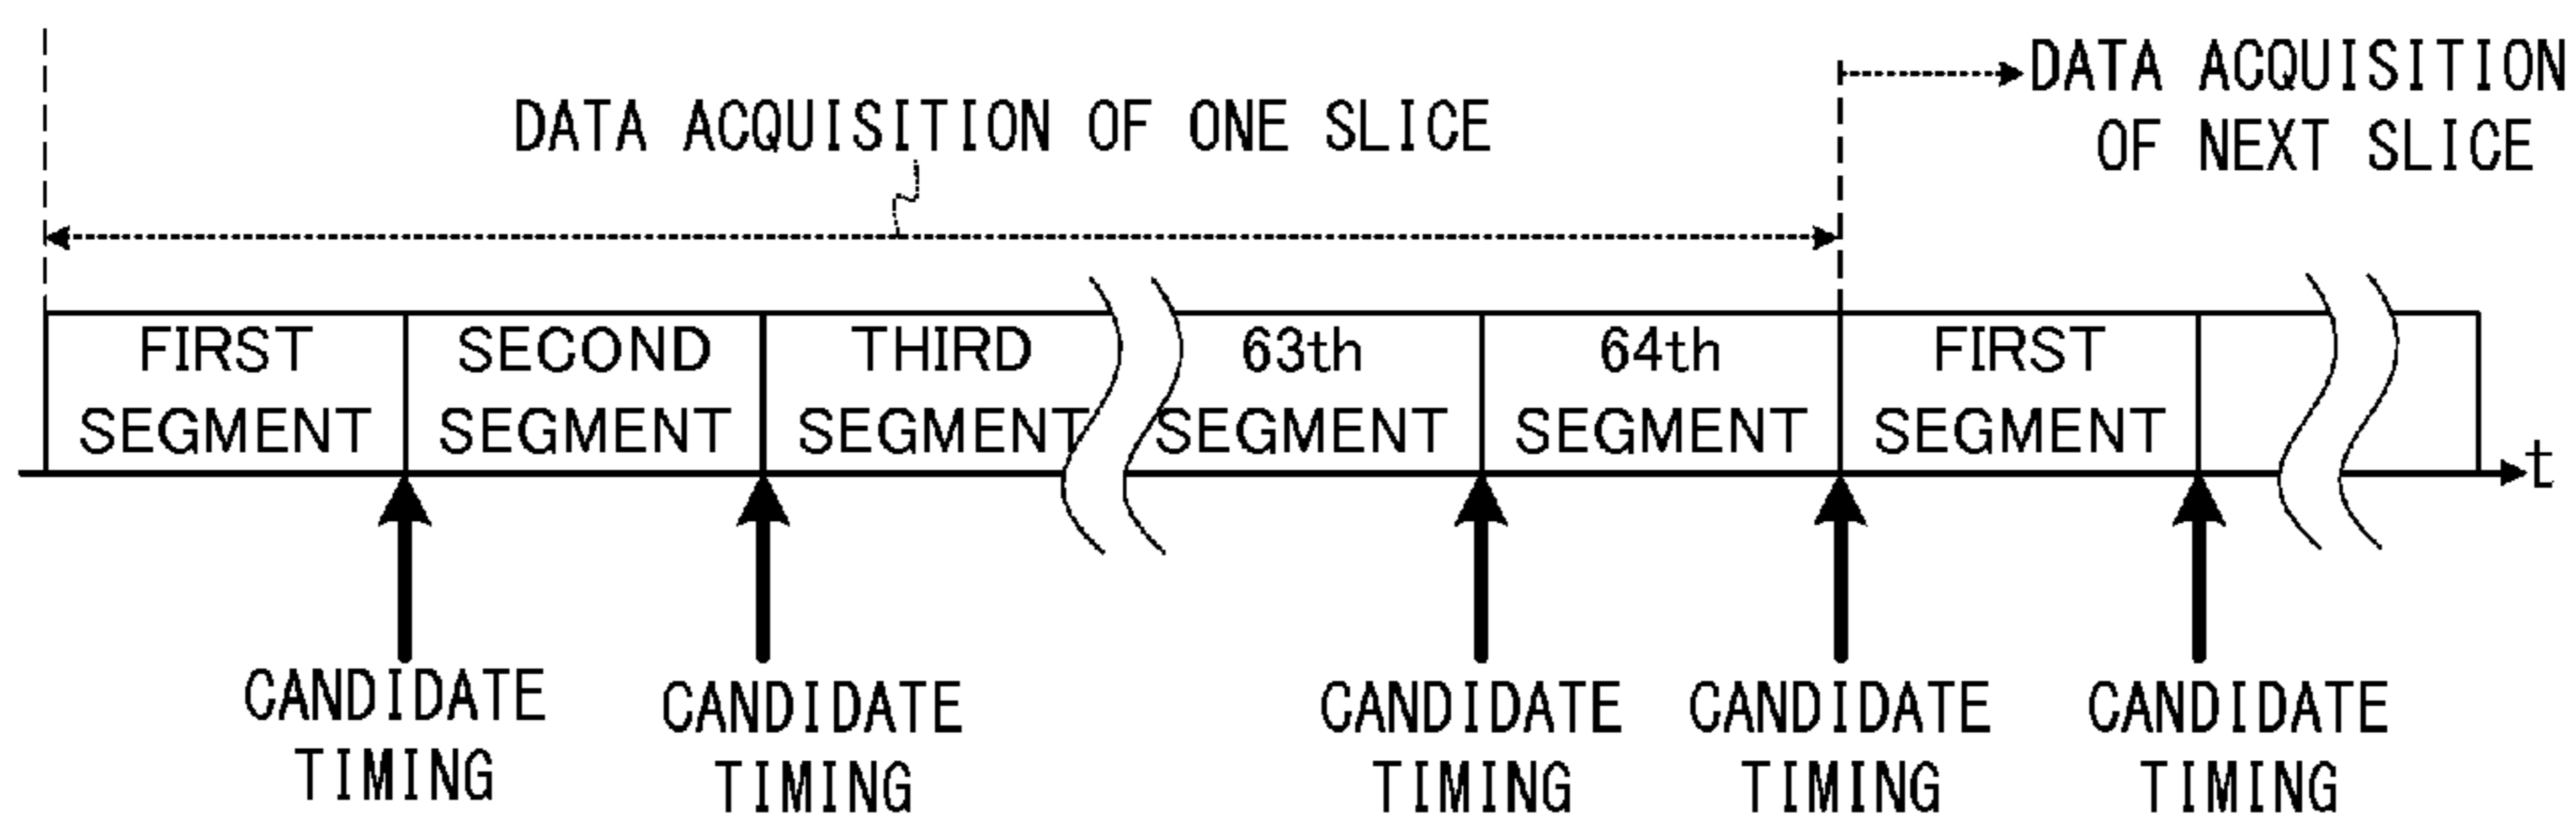 DATA ACQUISITION OF ONE SLICE
DATA ACQUISITION
OF NEXT SLICE
FIRST
SEGMENT
SECOND
SEGMENT
THIRD
SEGMENT
63th
SEGMENT
64th
SEGMENT
FIRST
SEGMENT
t
CANDIDATE
TIMING
CANDIDATE
TIMING
CANDIDATE
TIMING
CANDIDATE
TIMING
CANDIDATE
TIMING